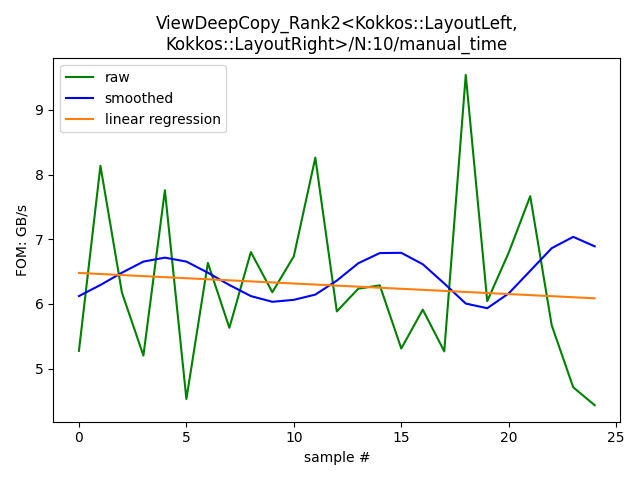 ViewDeepCopy_Rank2<Kokkos::LayoutLeft,
Kokkos::LayoutRight>/N:10/manual_time
raw
smoothed
linear regression
FOM: GB/s
9
8
7
6
5
0
5
10
15
20
25
sample #